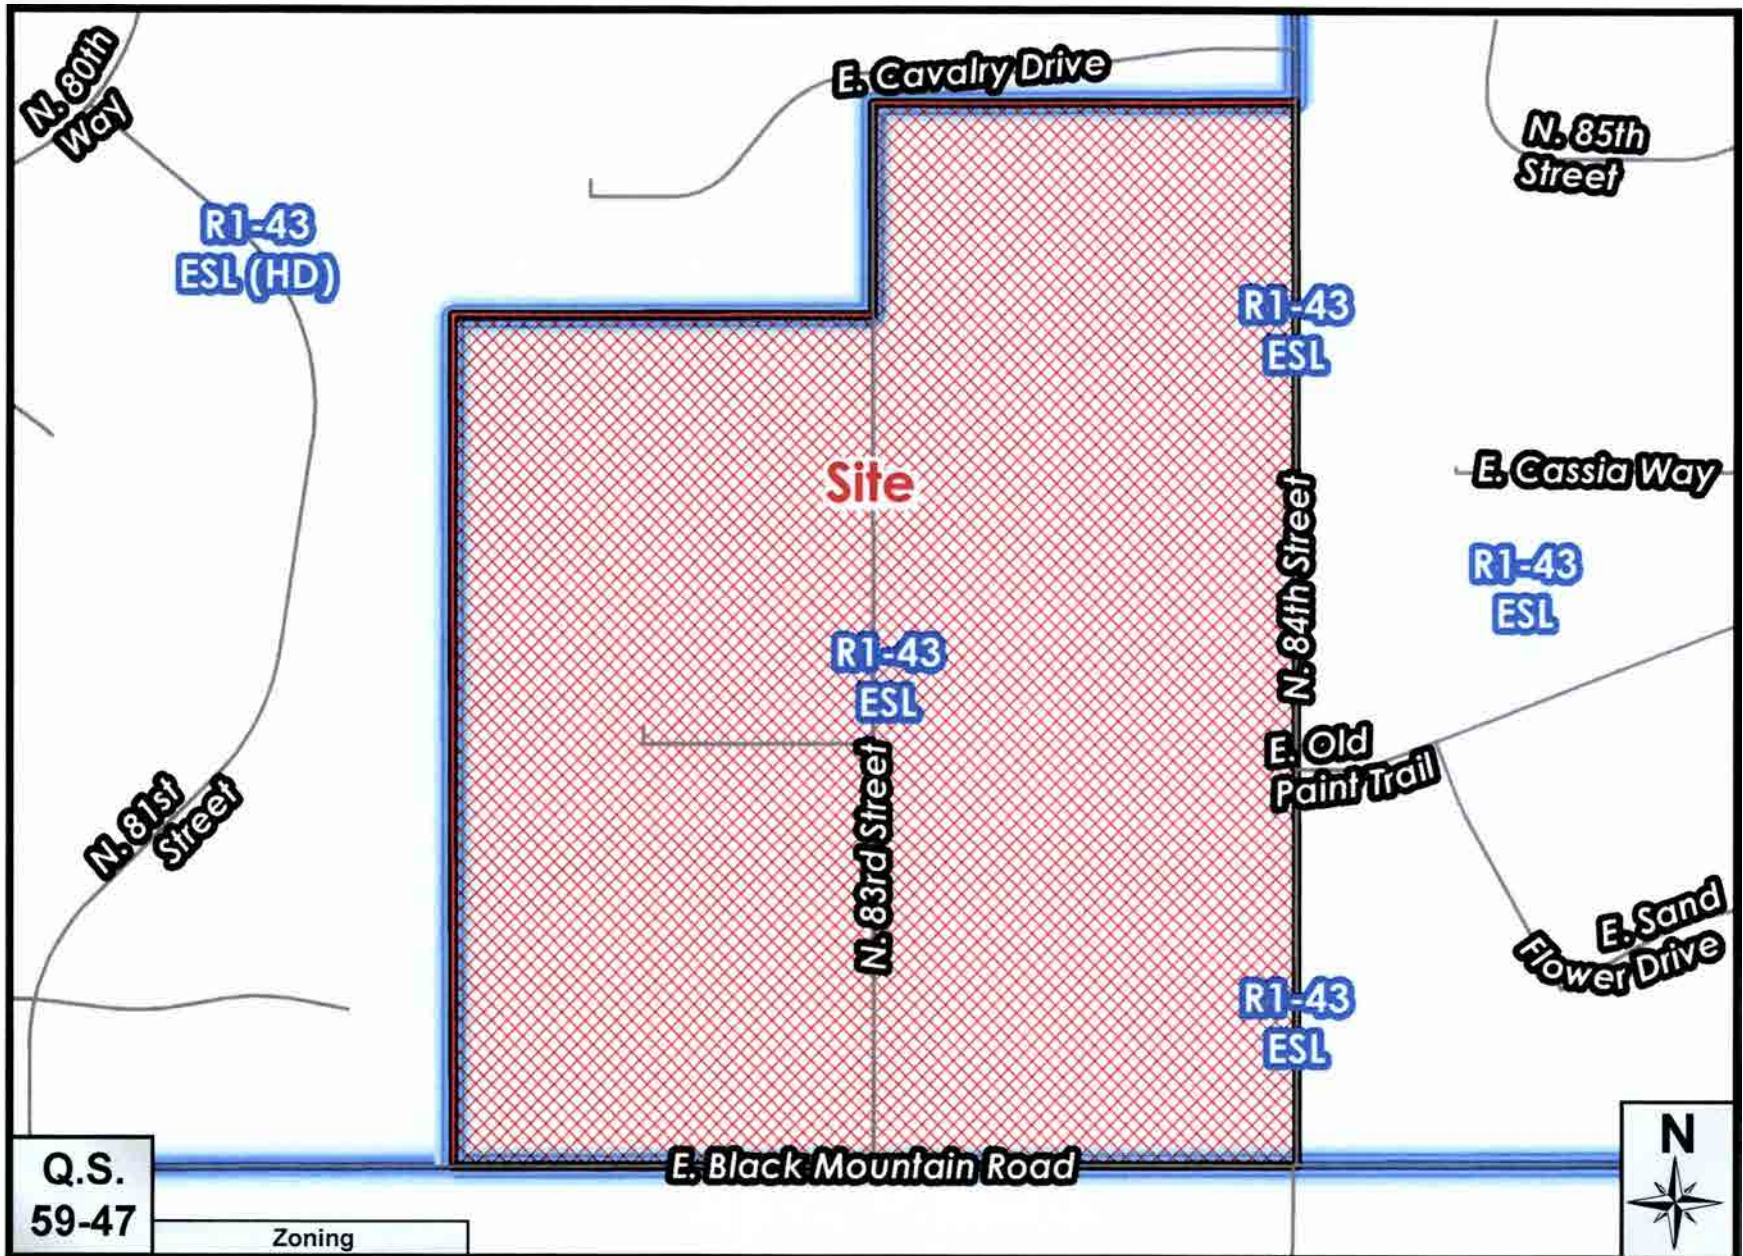 N. 80th
Way
E. Cavalry Drive
N. 85th
Street
R1-43
ESL (HD)
R1-43
ESL
Site
E. Cassia Way
N. 84th Street
R1-43
ESL
R1-43
ESL
E. Old
Paint Trail
N. 83rd Street
N. 81st
Street
E. Sand
Flower Drive
R1-43
ESL
Q.S.
59-47
E. Black Mountain Road
N
Zoning